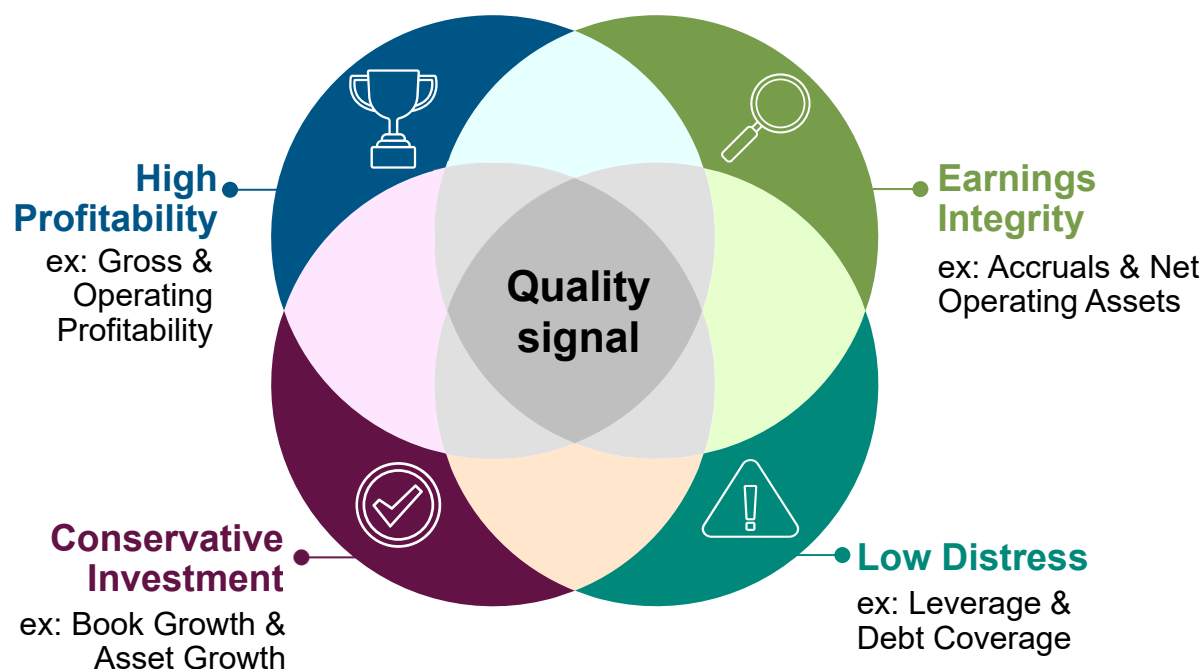 High
Profitability
ex: Gross &
Operating
Profitability
Earnings
Integrity
ex: Accruals & Net
Operating Assets
Quality
signal
Conservative
Investment
ex: Book Growth &
Asset Growth
Low Distress
ex: Leverage &
Debt Coverage